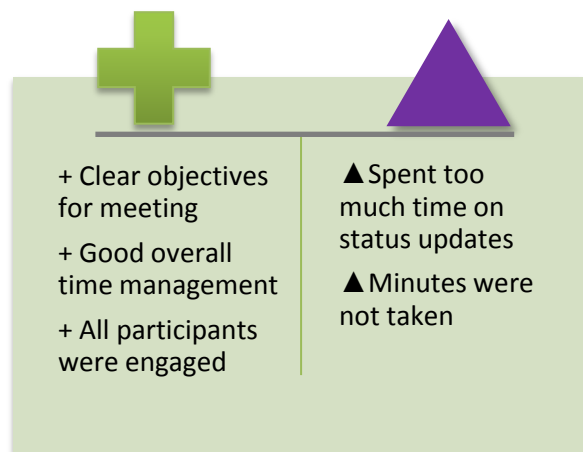 + Clear objectives
for meeting
+ Good overall
time management
+ All participants
were engaged
▲Spent too
much time on
status updates
▲Minutes were
not taken